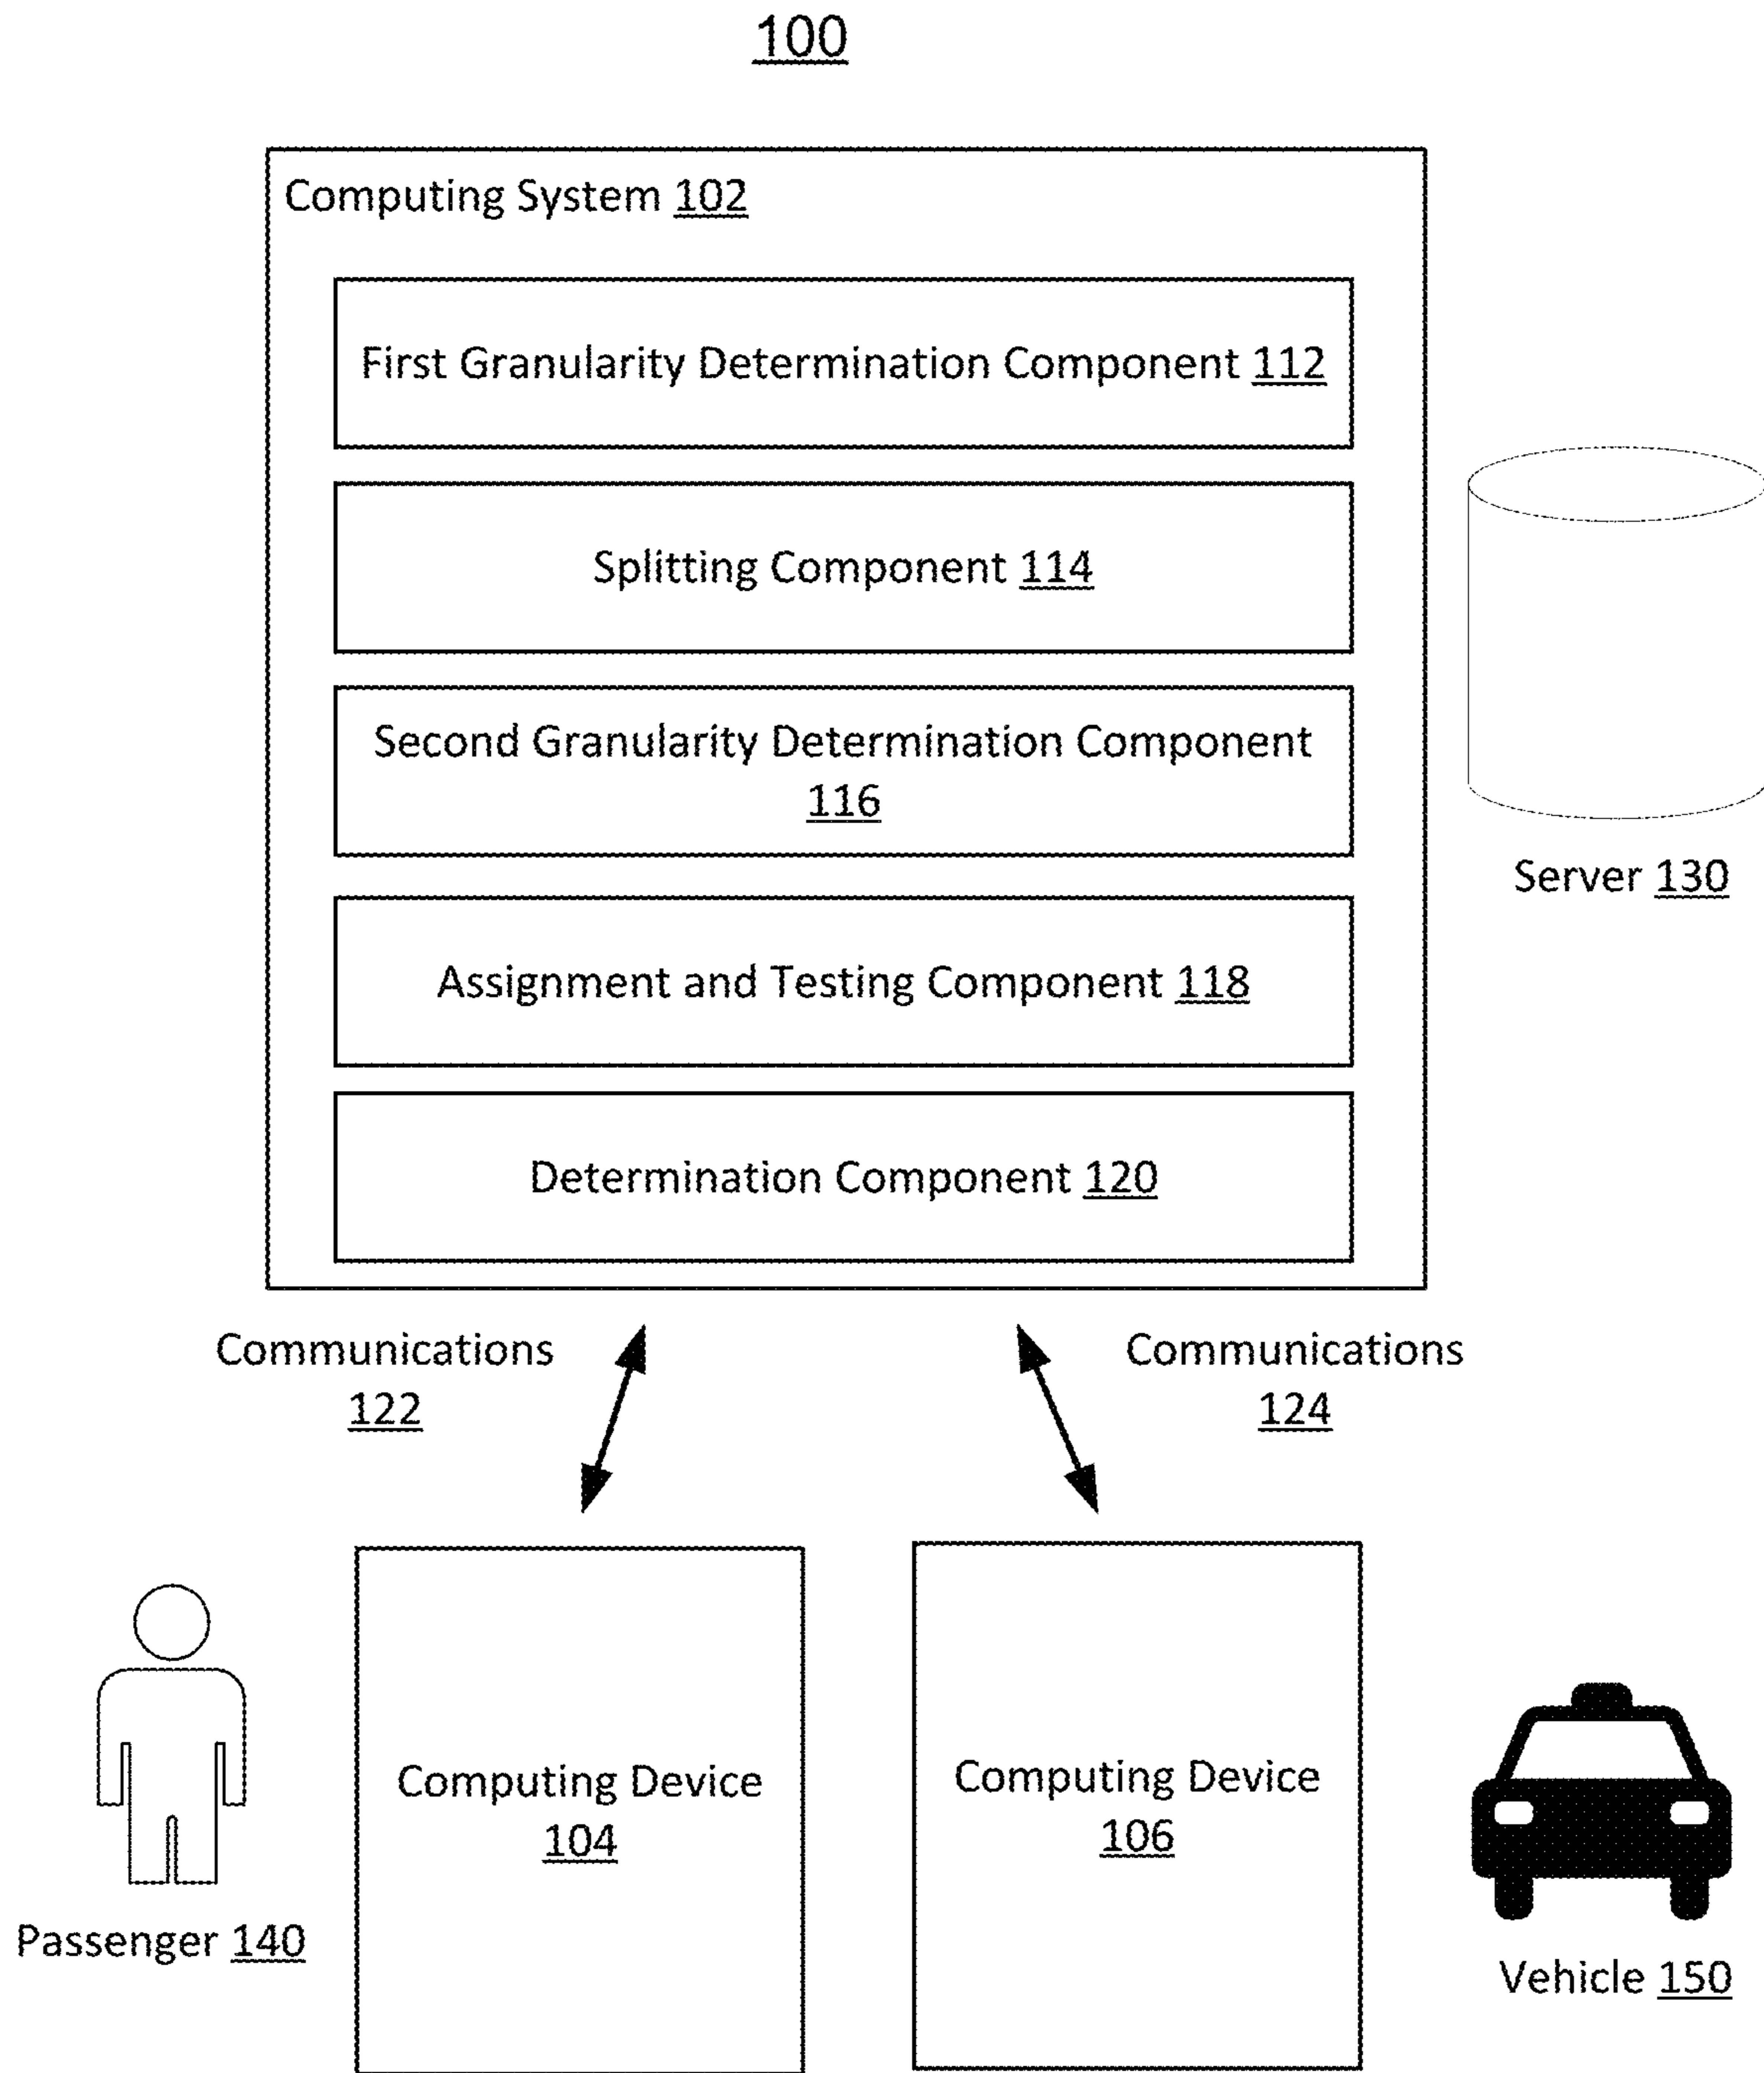 100
Computing System 102
First Granularity Determination Component 112
Splitting Component 114
Second Granularity Determination Component
116
Server 130
Assignment and Testing Component 118
Determination Component 120
Communications
122
Communications
124
Computing Device
104
Computing Device
106
Passenger 140
Vehicle 150